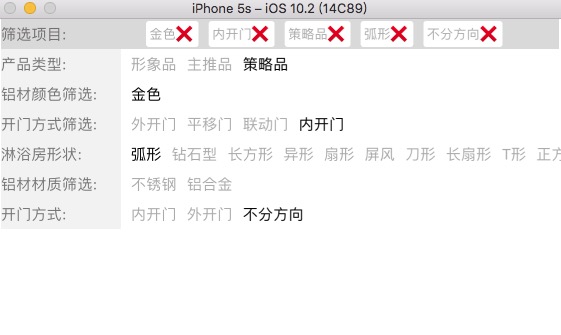 iPhone 5s – iOS 10.2 (14C89)
筛选项目: 金色 内开门 策略品 弧形 不分方向
产品类型: 形象品 主推品 策略品
铝材颜色筛选: 金色
开门方式筛选: 外开门 平移门 联动门 内开门
淋浴房形状: 弧形 钻石型 长方形 异形 扇形 屏风 刀形 长扇形 T形 正方
铝材材质筛选: 不锈钢 铝合金
开门方式: 内开门 外开门 不分方向